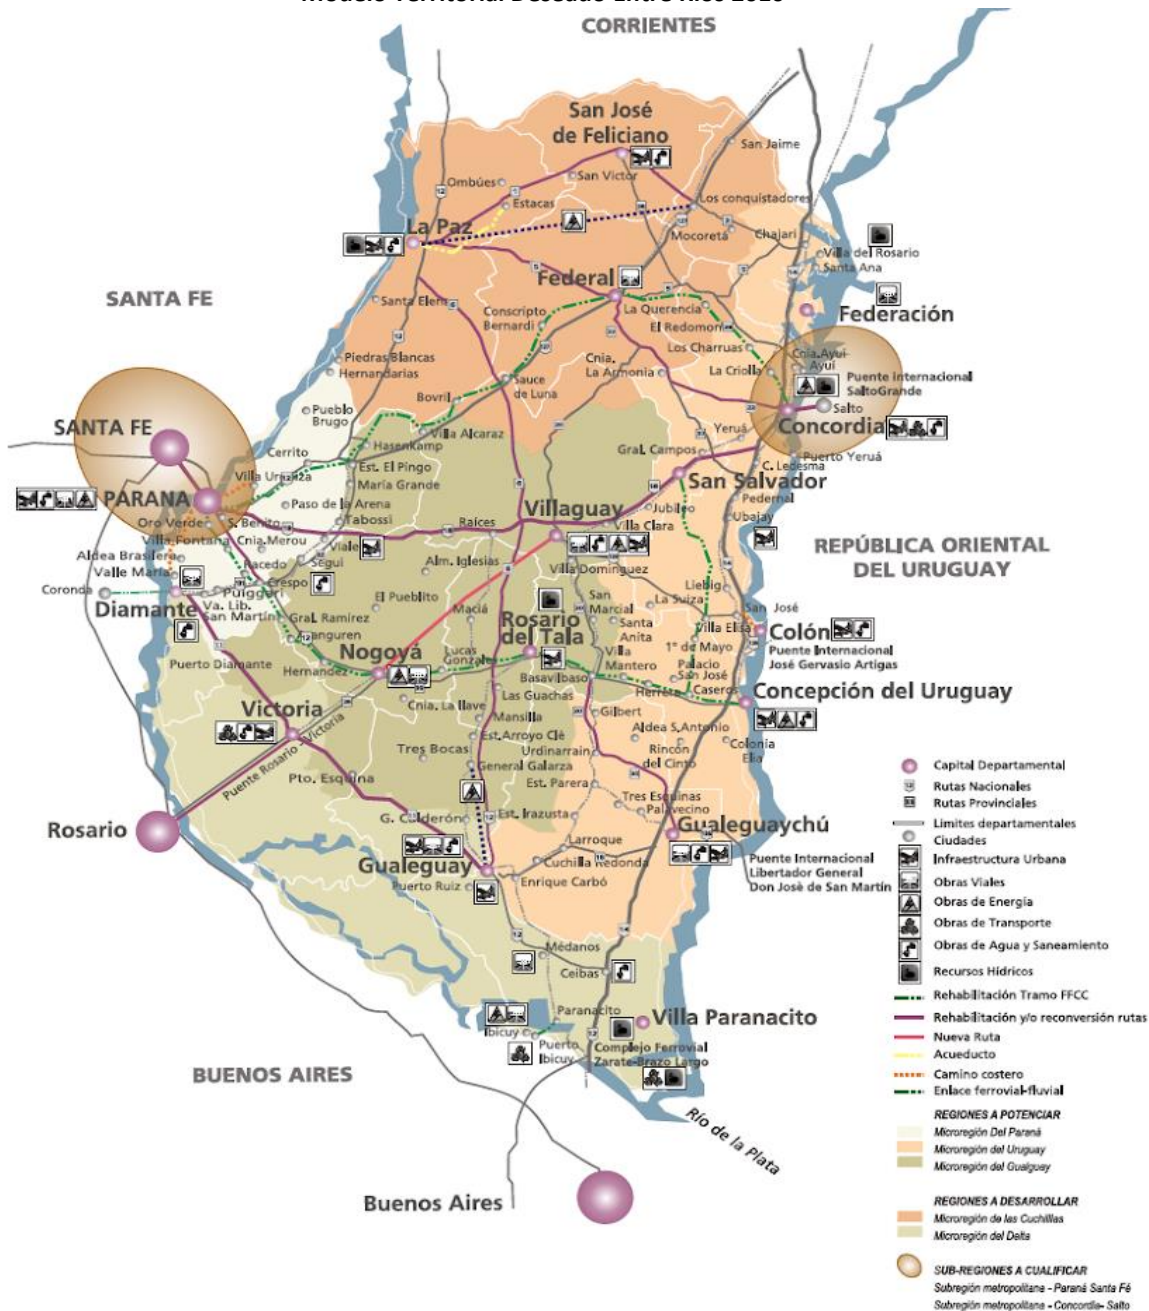 CORRIENTES
San José
de Feliciano
San Jaime
Ombúes
San Victor
Estacas
Los conquistadores
La Paz
Mocoretá
Chajari
Villa del Rosario
Santa Ana
SANTA FE
Federal
Federación
Santa Elena
Conscripto
Bernardi
La Querencia
El Redomon
Los Charruas
Cnia. Ayui-
Ayui
Piedras Blancas
Hernandarias
Cnia.
La Armonia
La Criolla
Puente Internacional
SaltoGrande
Salto
Sauce
de Luna
Bovril
Pueblo
Brugo
Concordia
SANTA FE
Villa Alcaraz
Yeruá
Hasenkamp
Cerrito
Gral. Campos
Puerto Yeruá
Est. El Pingo
C. Ledesma
Villa Urquiza
María Grande
San Salvador
PARANA
Pedernal
Paso de la Arena
Villaguay
Jubileo
Oro Verde
S. Benito
Tabossi
Raíces
Villa Clara
Ubajay
Villa Fontana
Cnia.Merou
Viale
REPÚBLICA ORIENTAL
DEL URUGUAY
Aldea Brasilera
Racedo
Segui
Alm. Iglesias
Villa Dominguez
Valle María
Crespo
Liebig
Coronda
Puiggari
El Pueblito
La Suiza
Diamante
Va. Lib.
San Martín
Gral. Ramírez
Maciá
San
Marcial
San José
Rosario
del Tala
Santa
Anita
Villa Elisa
Colón
Aranguren
Nogoyá
1° de Mayo
Puente Internacional
José Gervasio Artigas
Puerto Diamante
Hernandez
Lucas
Gonzalez
Villa
Mantero
Palacio
San José
Basavilbaso
Herrera
Caseros
Concepción del Uruguay
Las Guachas
Victoria
Cnia. La llave
Mansilla
Gilbert
Puente Rosario - Victoria
Est.Arroyo Clé
Aldea S.Antonio
Tres Bocas
Urdinarrain
Rincón
del Cinto
Colonia
Elia
Pto. Esquina
General Galarza
Est. Parera
Tres Esquinas
Palavecino
Rosario
G. Calderón
Est. Irazusta
Gualeguaychú
Larroque
Gualeguay
Cuchilla Redonda
Puente Internacional
Libertador General
Don Josè de San Martín
Puerto Ruiz
Enrique Carbó
Médanos
Ceibas
Paranacito
Ibicuy
Villa Paranacito
Puerto
Ibicuy
Complejo Ferrovial
Zarate-Brazo Largo
BUENOS AIRES
Río de la Plata
Buenos Aires
Capital Departamental
Rutas Nacionales
Rutas Provinciales
Limites departamentales
Ciudades
Infraestructura Urbana
Obras Viales
Obras de Energía
Obras de Transporte
Obras de Agua y Saneamiento
Recursos Hídricos
Rehabilitación Tramo FFCC
Rehabilitación y/o reconversión rutas
Nueva Ruta
Acueducto
Camino costero
Enlace ferrovial-fluvial
REGIONES A POTENCIAR
Microregión Del Paraná
Microregión del Uruguay
Microregión del Gualguay
REGIONES A DESARROLLAR
Microregión de las Cuchilllas
Microregión del Delta
SUB-REGIONES A CUALIFICAR
Subregión metropolitana - Paraná Santa Fé
Subregión metropolitana - Concordia- Salto